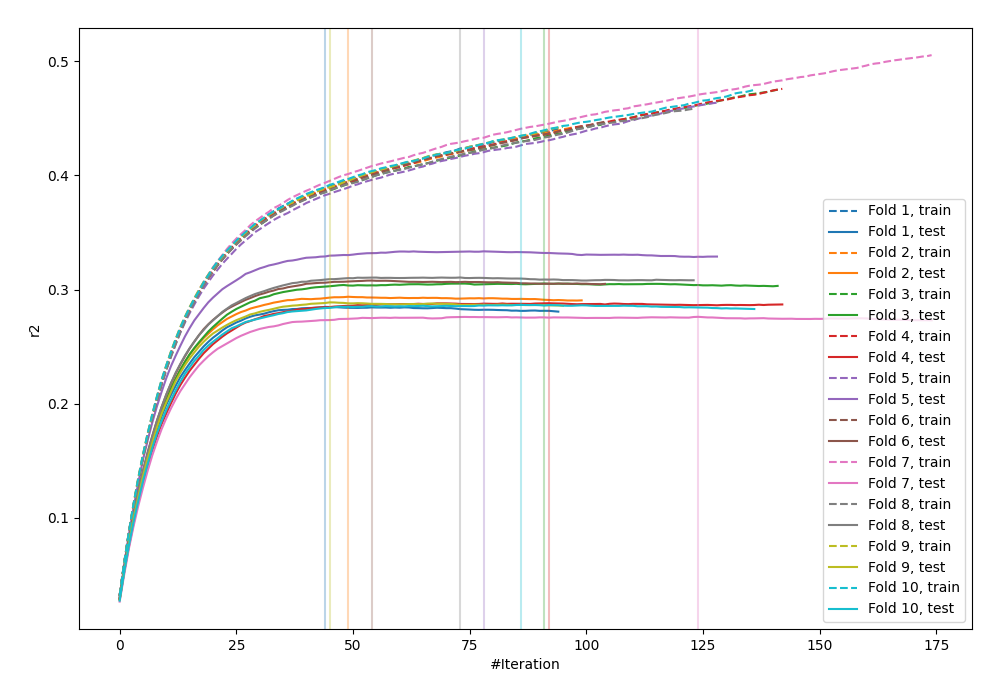 0.5
0.4
0.3
0.2
0.1
r2
0
25
50
75
100
125
150
175
#Iteration
Fold 1, train
Fold 1, test
Fold 2, train
Fold 2, test
Fold 3, train
Fold 3, test
Fold 4, train
Fold 4, test
Fold 5, train
Fold 5, test
Fold 6, train
Fold 6, test
Fold 7, train
Fold 7, test
Fold 8, train
Fold 8, test
Fold 9, train
Fold 9, test
Fold 10, train
Fold 10, test